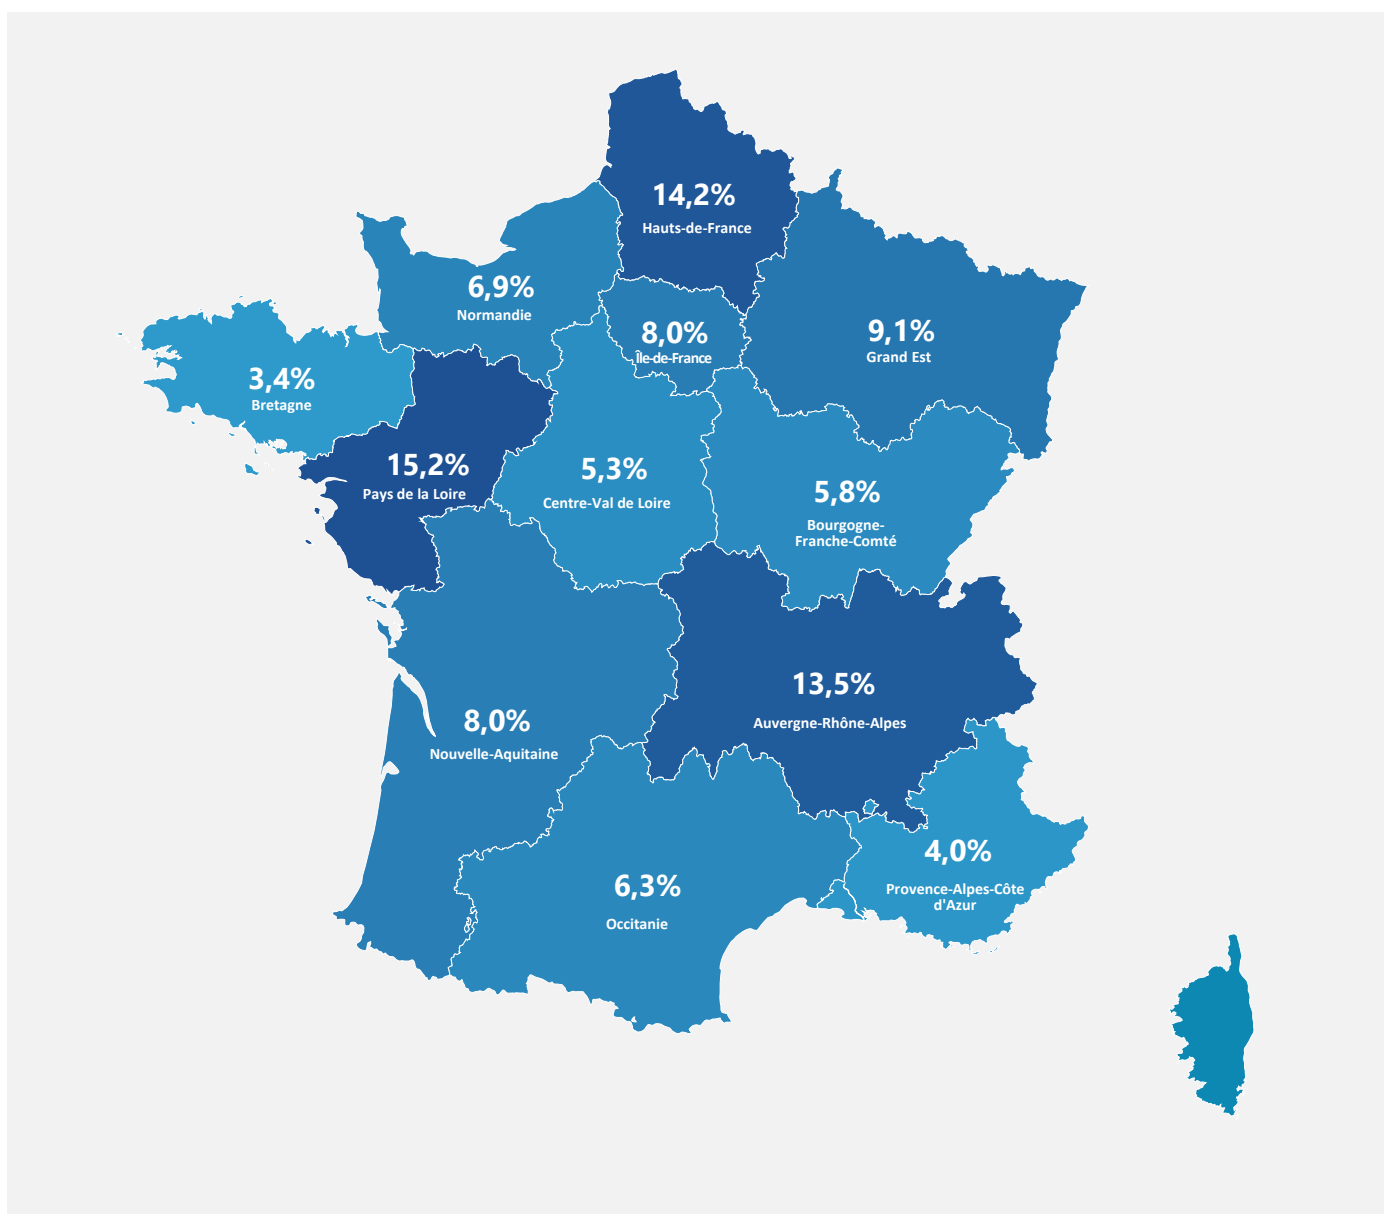 14,2%
Hauts-de-France
6,9%
Normandie
8,0%
Île-de-France
9,1%
Grand Est
3,4%
Bretagne
15,2%
Pays de la Loire
5,3%
Centre-Val de Loire
5,8%
Bourgogne-
Franche-Comté
13,5%
Auvergne-Rhône-Alpes
8,0%
Nouvelle-Aquitaine
4,0%
Provence-Alpes-Côte
d'Azur
6,3%
Occitanie